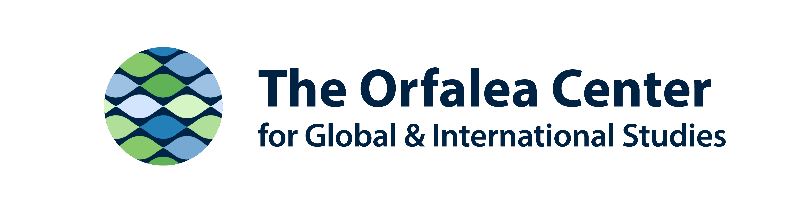 The Orfalea Center
for Global & International Studies